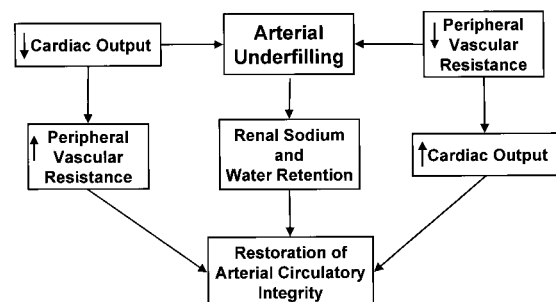 ↓Cardiac Output
Arterial
Underfilling
↓ Peripheral
Vascular
Resistance
↑ Peripheral
Vascular
Resistance
Renal Sodium
and
Water Retention
↑Cardiac Output
Restoration of
Arterial Circulatory
Integrity